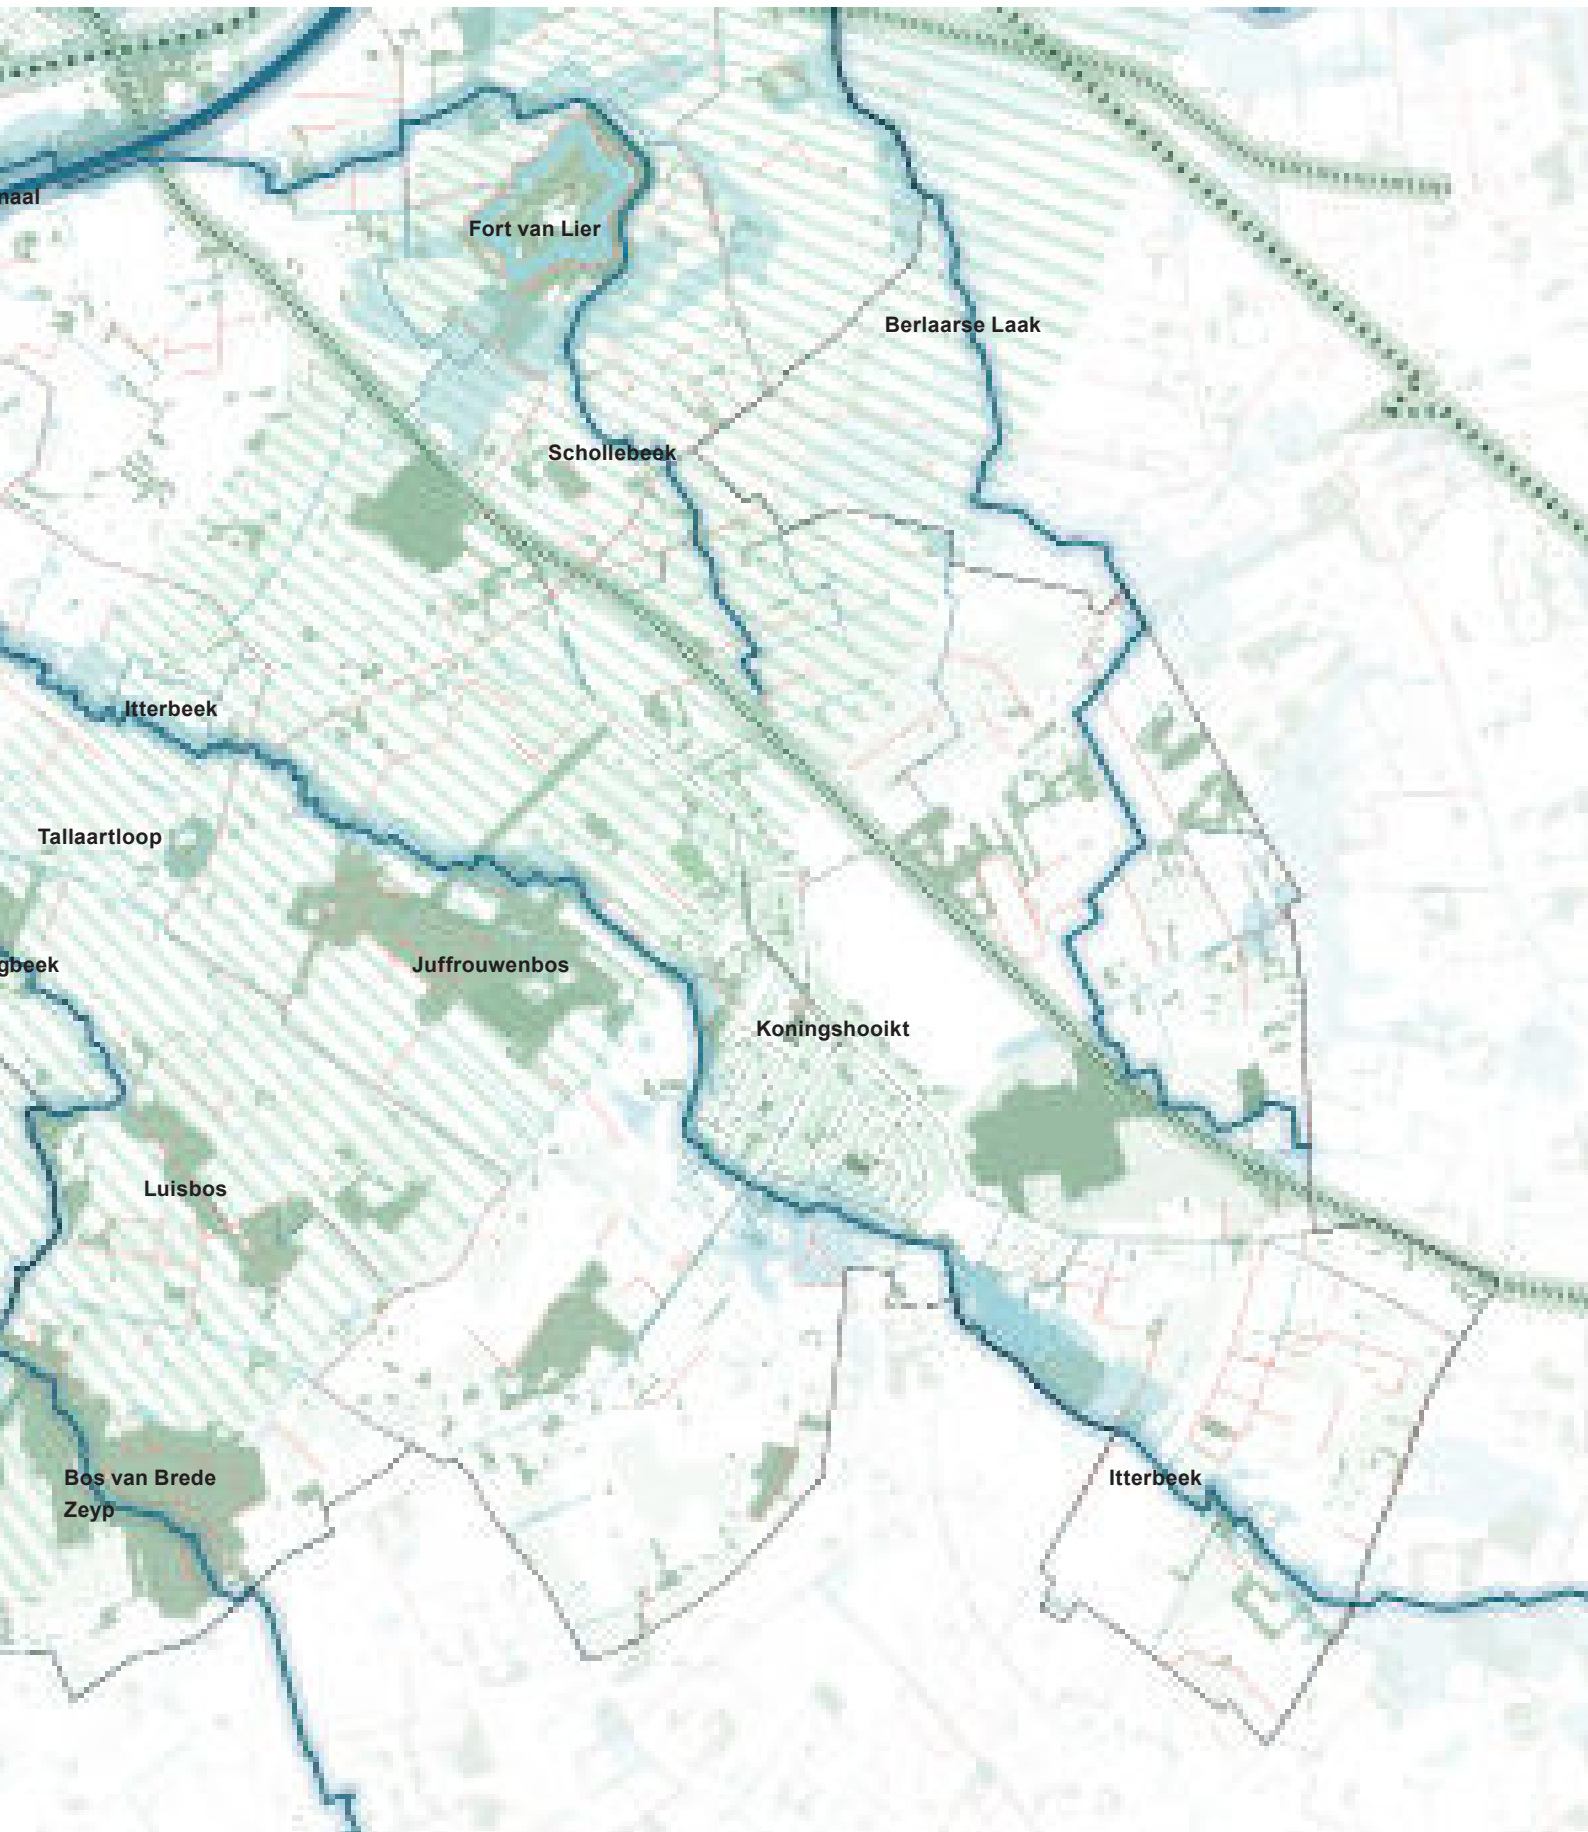 naal
Fort van Lier
Berlaarse Laak
Schollebeek
Itterbeek
Tallaartloop
gbeek
Juffrouwenbos
Koningshooikt
Luisbos
Bos van Brede
Zeyp
Itterbeek